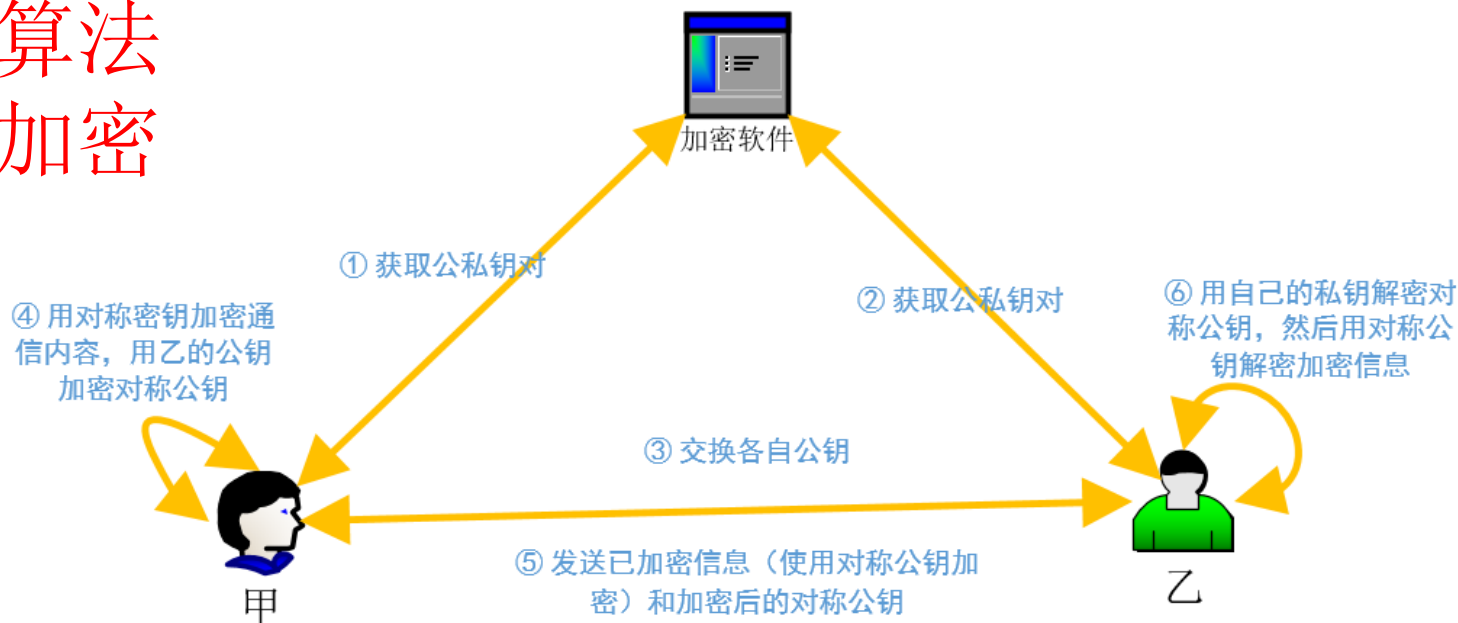 算法
加密
加密软件
① 获取公私钥对
② 获取公私钥对
⑥ 用自己的私钥解密对
称公钥，然后用对称公
钥解密加密信息
④ 用对称密钥加密通
信内容，用乙的公钥
加密对称公钥
③ 交换各自公钥
⑤ 发送已加密信息（使用对称公钥加
密）和加密后的对称公钥
甲
乙